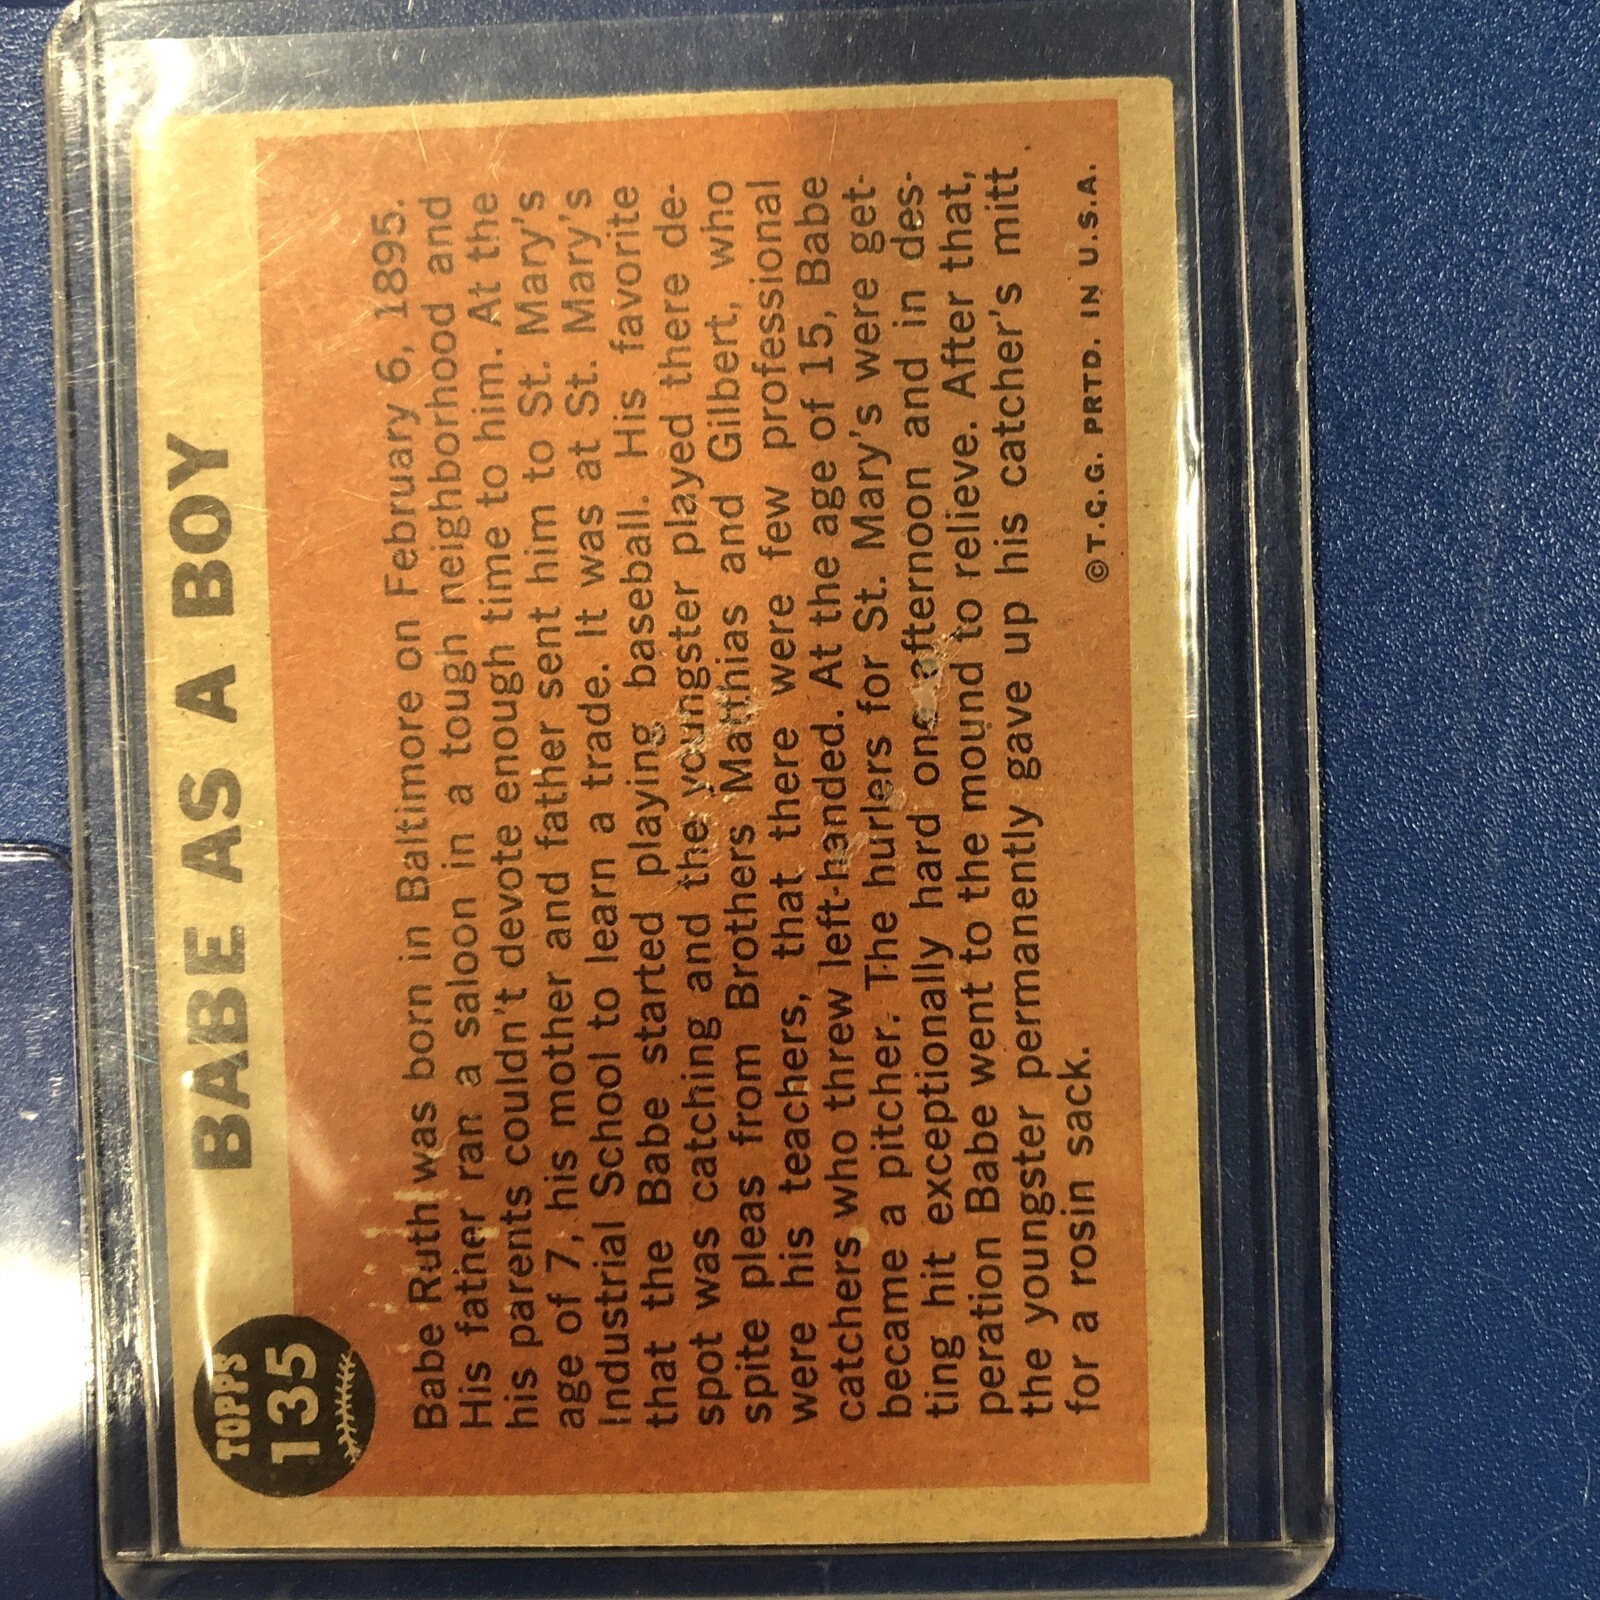 TOPPS
135
BABE AS A BOY
Babe Ruth was born in Baltimore on February 6, 1895.
His father ran a saloon in a tough neighborhood and
his parents couldn't devote enough time to him. At the
age of 7, his mother and father sent him to St. Mary's
Industrial School to learn a trade. It was at St. Mary's
that the Babe started playing baseball. His favorite
spot was catching and the youngster played there de-
spite pleas from Brothers Matthias and Gilbert, who
were his teachers, that there were few professional
catchers who threw left-handed. At the age of 15, Babe
became a pitcher. The hurlers for St. Mary's were get-
ting hit exceptionally hard one afternoon and in des-
peration Babe went to the mound to relieve. After that,
the youngster permanently gave up his catcher's mitt
for a rosin sack.
© T.C.G. PRTD. IN U.S.A.